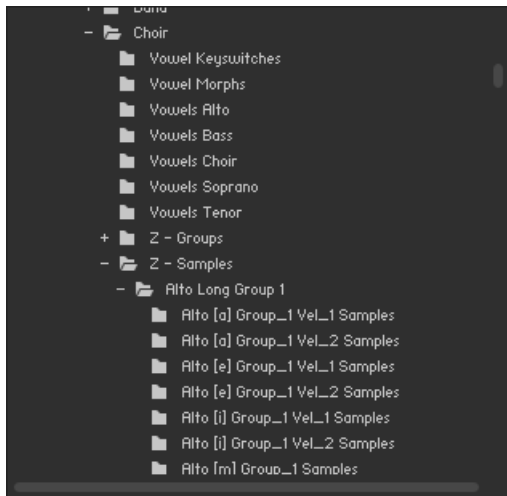 Band
Choir
Vowel Keyswitches
Vowel Morphs
Vowels Alto
Vowels Bass
Vowels Choir
Vowels Soprano
Vowels Tenor
+ Z - Groups
- Z - Samples
- Alto Long Group 1
Alto [a] Group_1 Vel_1 Samples
Alto [a] Group_1 Vel_2 Samples
Alto [e] Group_1 Vel_1 Samples
Alto [e] Group_1 Vel_2 Samples
Alto [i] Group_1 Vel_1 Samples
Alto [i] Group_1 Vel_2 Samples
Alto [m] Group_1 Samples